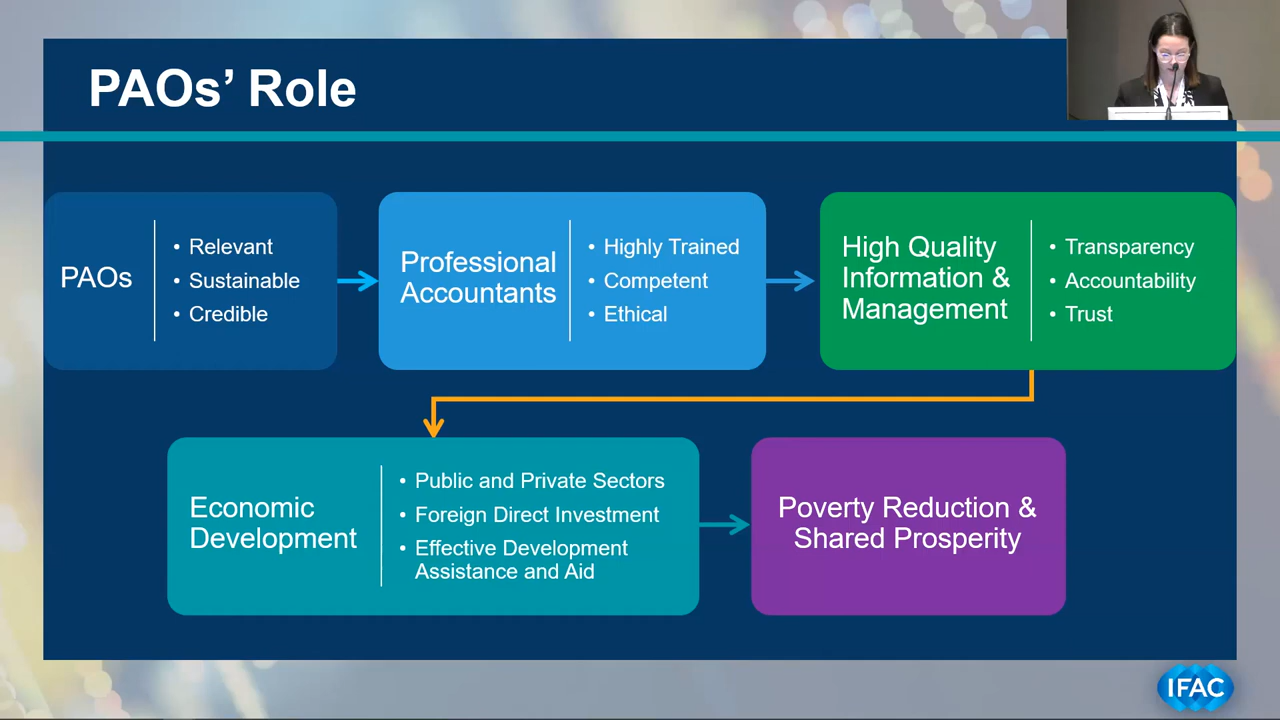 PAOs’ Role
PAOs
• Relevant
• Sustainable
• Credible
Professional
Accountants
• Highly Trained
• Competent
• Ethical
High Quality
Information &
Management
• Transparency
• Accountability
• Trust
Economic
Development
• Public and Private Sectors
• Foreign Direct Investment
• Effective Development
Assistance and Aid
Poverty Reduction &
Shared Prosperity
IFAC